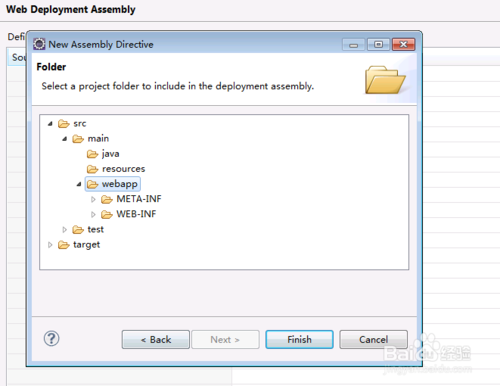 Web Deployment Assembly
Defi
New Assembly Directive
Sou
Folder
Select a project folder to include in the deployment assembly.
src
main
java
resources
webapp
META-INF
WEB-INF
test
target
?
< Back
Next >
Finish
Cancel
Baidu 经验